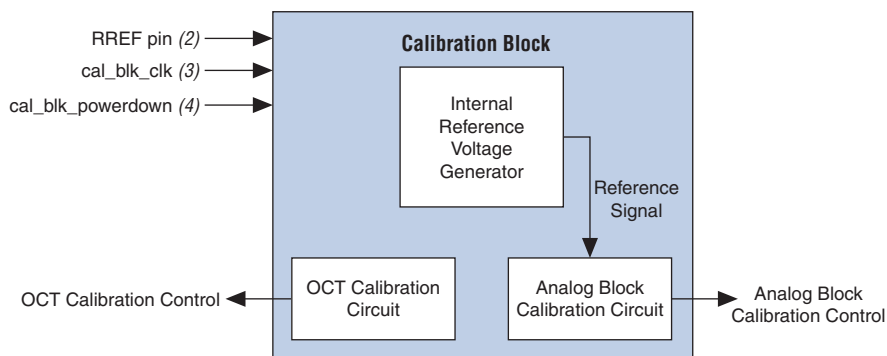 RREF pin (2)
cal_blk_clk (3)
cal_blk_powerdown (4)
Calibration Block
Internal
Reference
Voltage
Generator
Reference
Signal
OCT Calibration Control
OCT Calibration
Circuit
Analog Block
Calibration Circuit
Analog Block
Calibration Control